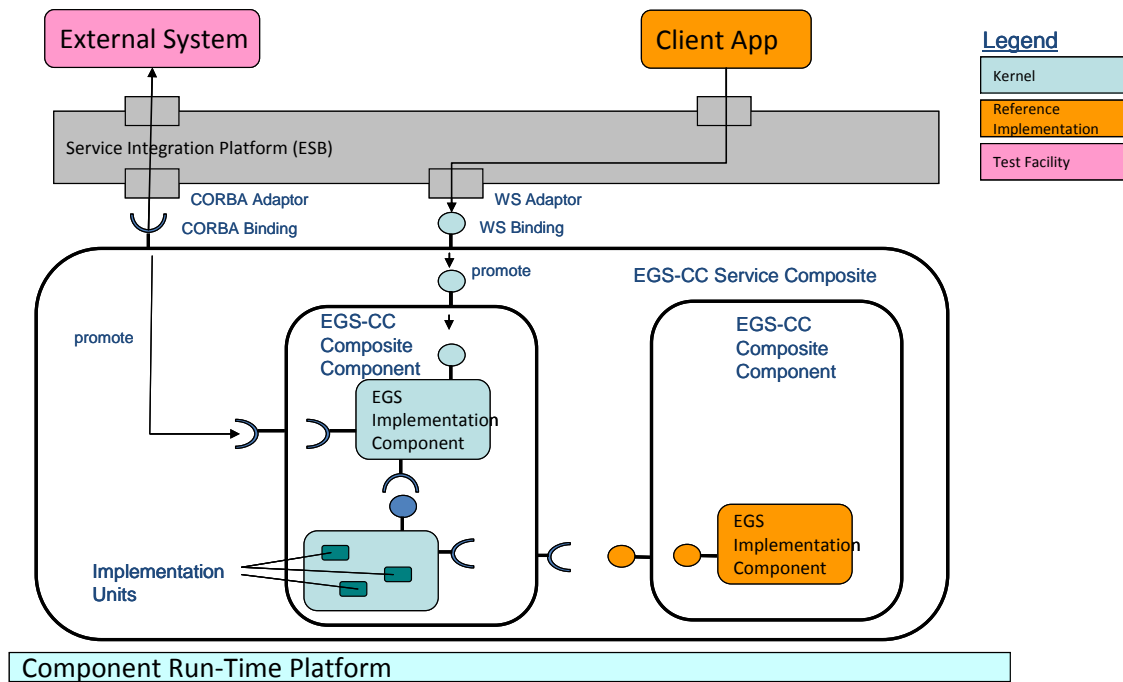 External System
Client App
Legend
Kernel
Reference
Implementation
Test Facility
Service Integration Platform (ESB)
CORBA Adaptor
WS Adaptor
CORBA Binding
WS Binding
promote
EGS-CC Service Composite
EGS-CC
Composite
Component
EGS-CC
Composite
Component
promote
EGS
Implementation
Component
EGS
Implementation
Component
Implementation
Units
Component Run-Time Platform